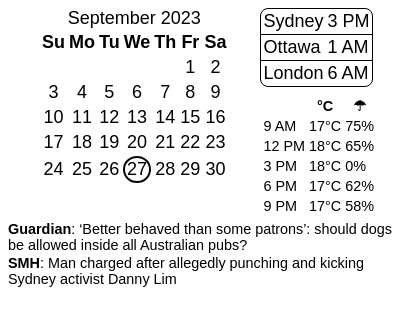 September 2023
Su Mo Tu We Th Fr Sa
1 2
3 4 5 6 7 8 9
10 11 12 13 14 15 16
17 18 19 20 21 22 23
24 25 26 27 28 29 30
Sydney 3 PM
Ottawa 1 AM
London 6 AM
°C ☂
9 AM 17°C 75%
12 PM 18°C 65%
3 PM 18°C 0%
6 PM 17°C 62%
9 PM 17°C 58%
Guardian: ‘Better behaved than some patrons’: should dogs
be allowed inside all Australian pubs?
SMH: Man charged after allegedly punching and kicking
Sydney activist Danny Lim